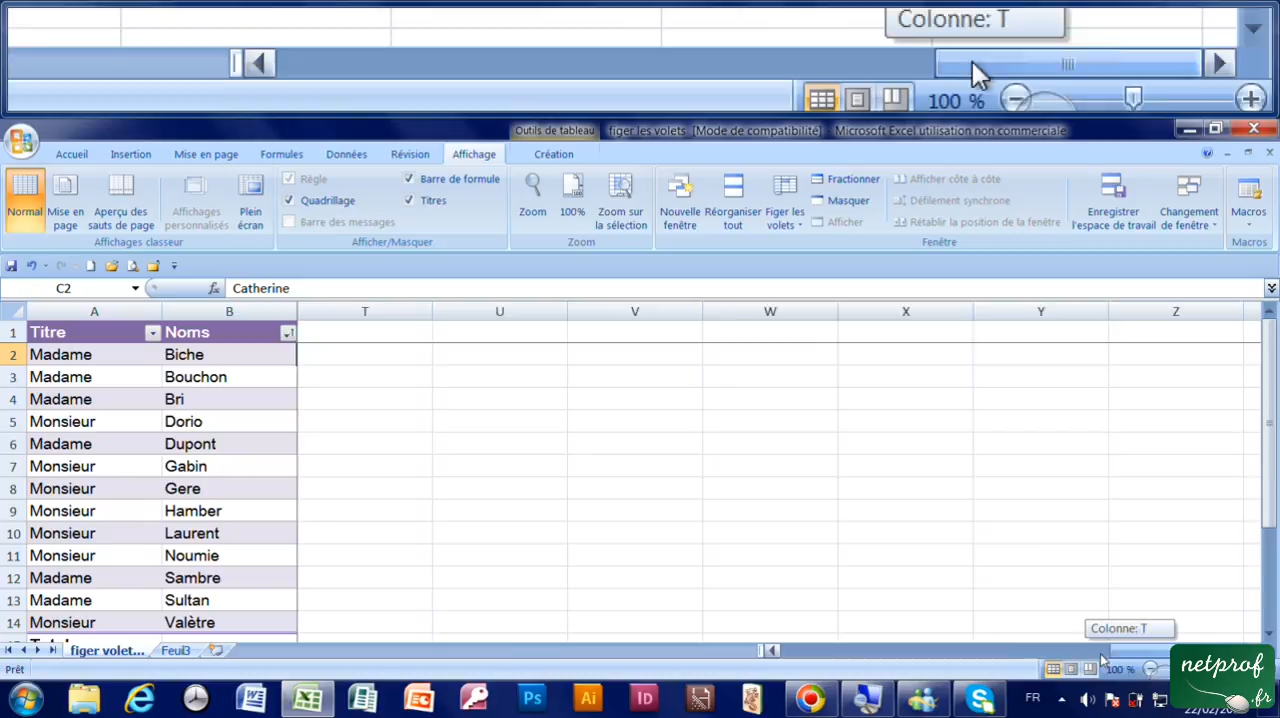 Colonne: T
100 %
Outils de tableau figer les volets [Mode de compatibilité] Microsoft Excel utilisation non commerciale
Accueil Insertion Mise en page Formules Données Révision Affichage Création
Normal Mise en page Aperçu des sauts de page Affichages personnalisés Plein écran
Affichages classeur
Règle Barre de formule
Quadrillage Titres
Barre des messages
Afficher/Masquer
Zoom 100% Zoom sur la sélection
Zoom
Nouvelle fenêtre Réorganiser tout Figer les volets
Fractionner
Masquer
Afficher
Afficher côte à côte
Défilement synchrone
Rétablir la position de la fenêtre
Enregistrer l'espace de travail Changement de fenêtre
Fenêtre
Macros
Macros
C2 fx Catherine
A B T U V W X Y Z
1 Titre Noms
2 Madame Biche
3 Madame Bouchon
4 Madame Bri
5 Monsieur Dorio
6 Madame Dupont
7 Monsieur Gabin
8 Monsieur Gere
9 Monsieur Hamber
10 Monsieur Laurent
11 Monsieur Noumie
12 Madame Sambre
13 Madame Sultan
14 Monsieur Valètre
Colonne: T
figer volet... Feuil3
Prêt
100 %
netprof
.fr
Ps Ai ID
FR